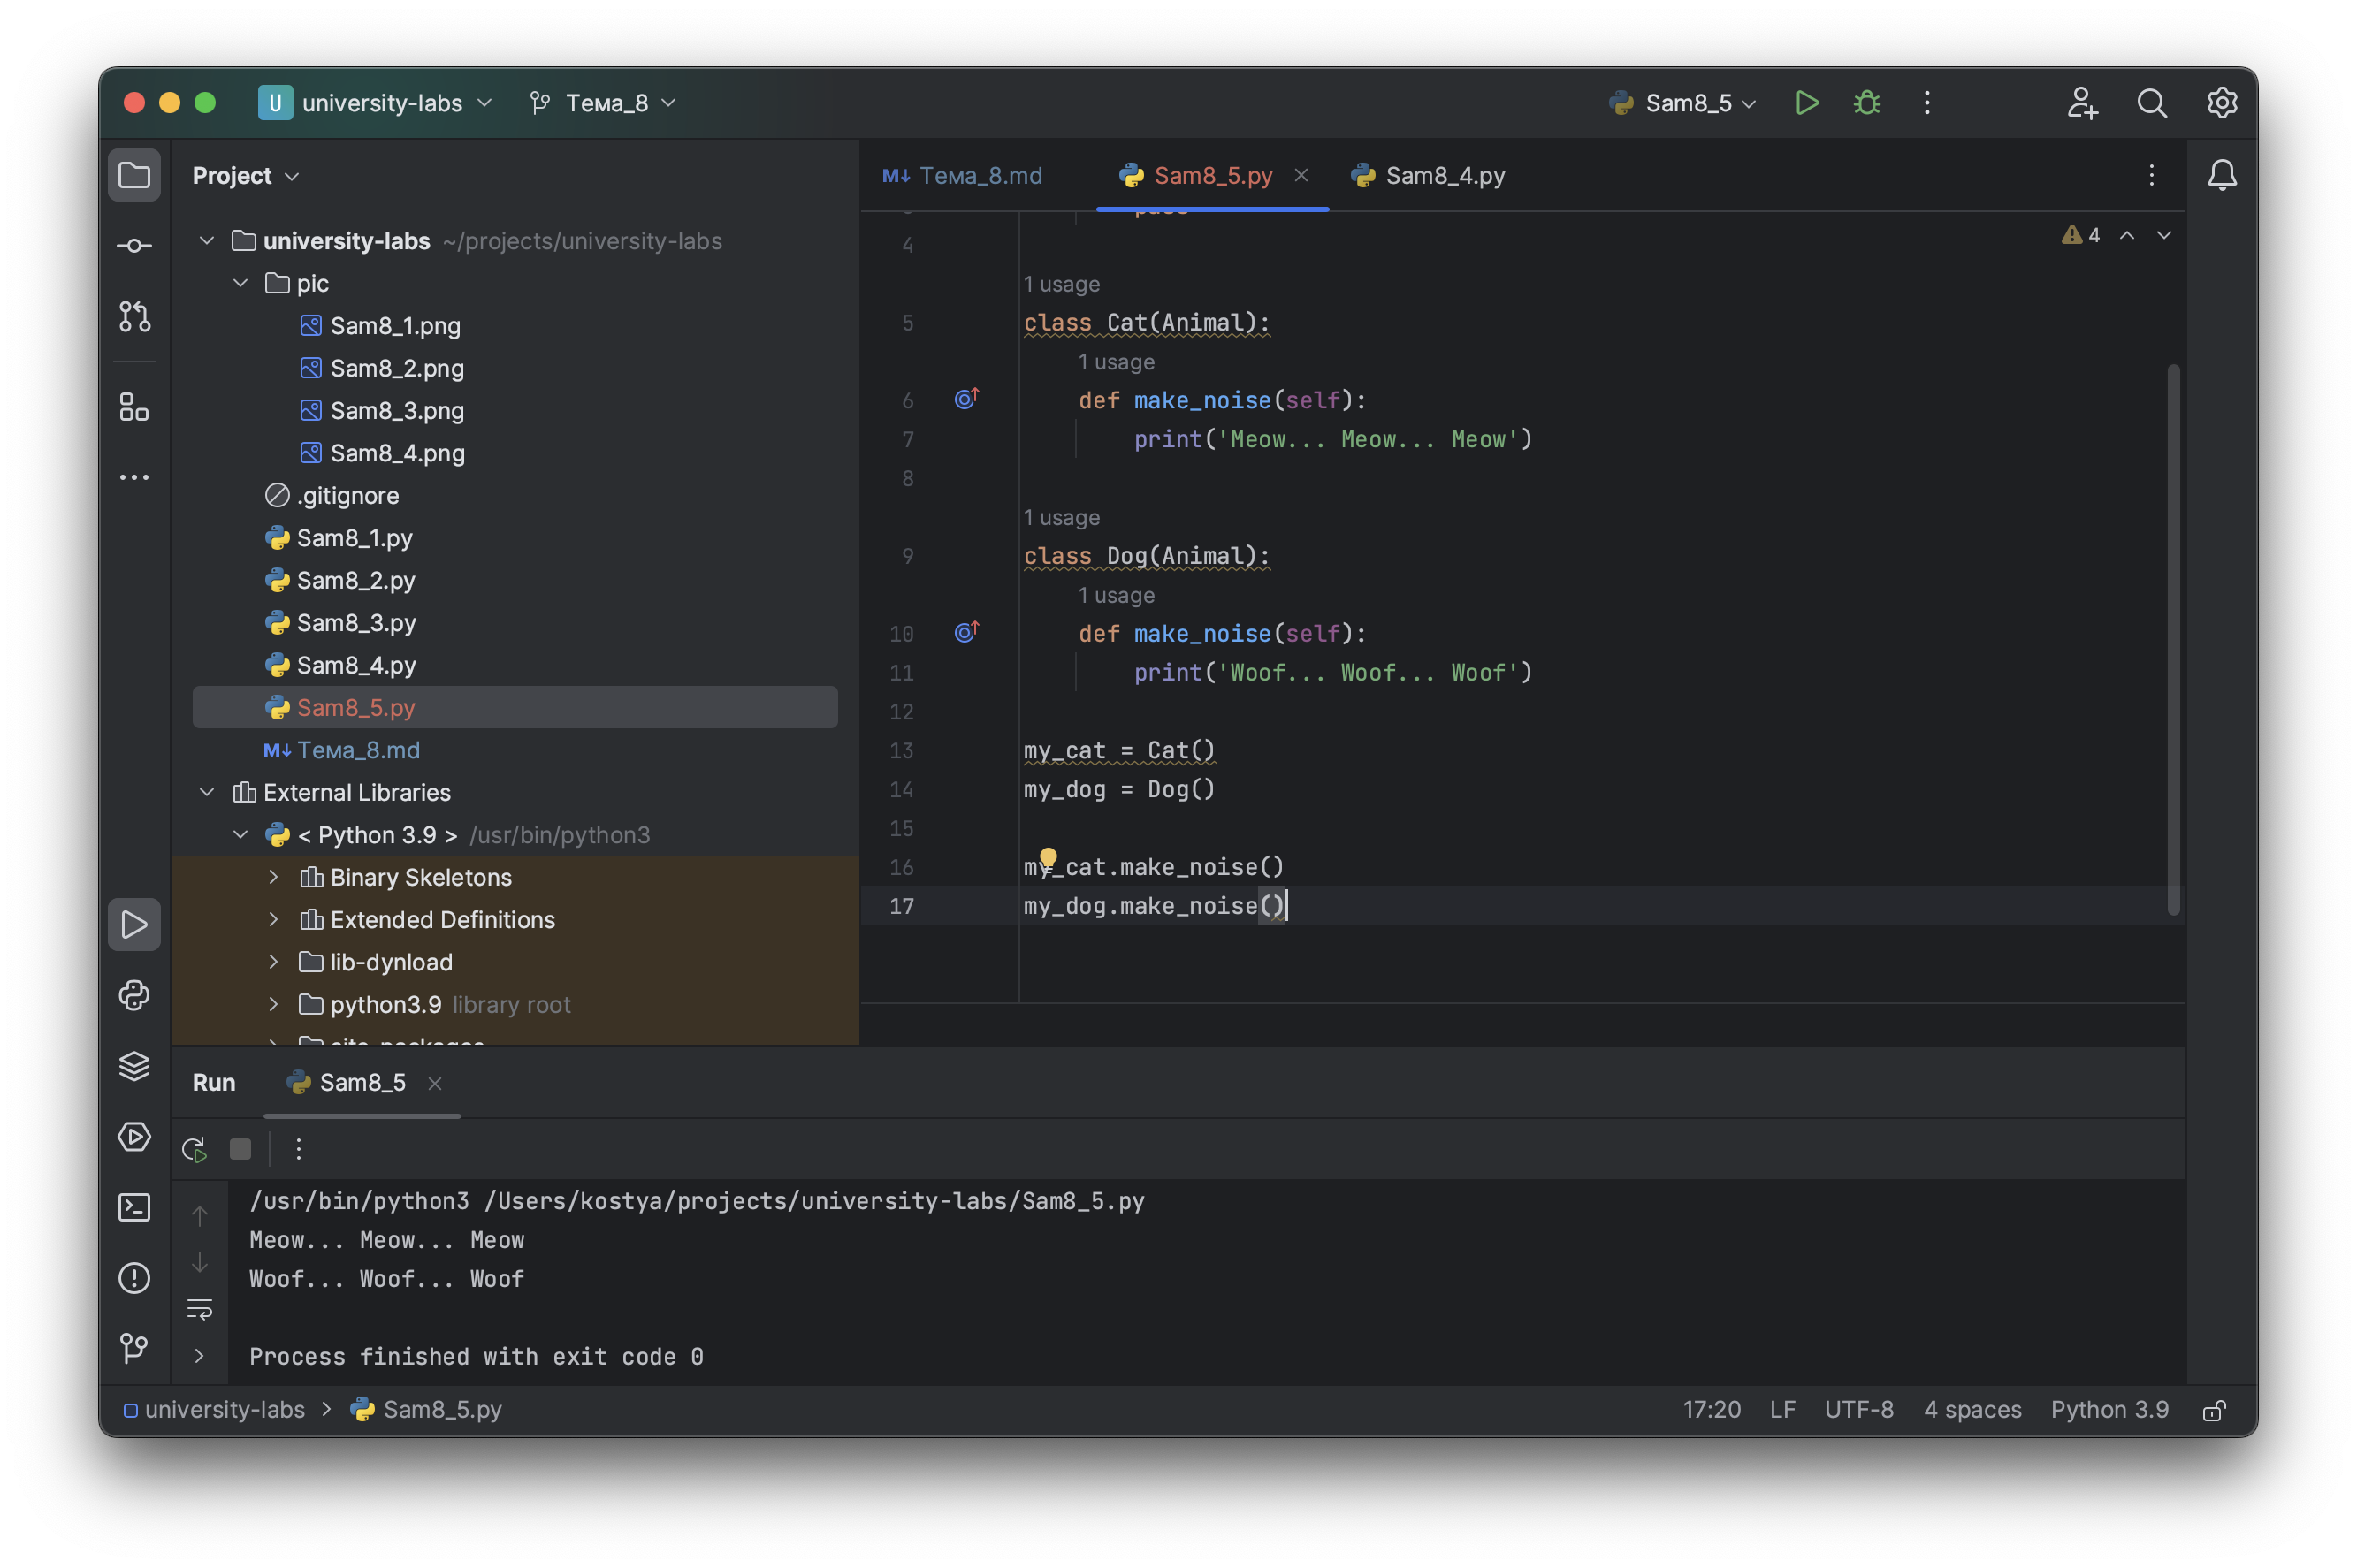 U university-labs Тема_8 Sam8_5
Project
university-labs ~/projects/university-labs
pic
Sam8_1.png
Sam8_2.png
Sam8_3.png
Sam8_4.png
.gitignore
Sam8_1.py
Sam8_2.py
Sam8_3.py
Sam8_4.py
Sam8_5.py
M↓ Тема_8.md
External Libraries
< Python 3.9 > /usr/bin/python3
Binary Skeletons
Extended Definitions
lib-dynload
python3.9 library root
site-packages
M↓ Тема_8.md Sam8_5.py Sam8_4.py
pass
4
4
1 usage
5 class Cat(Animal):
1 usage
6 def make_noise(self):
7 print('Meow... Meow... Meow')
8
1 usage
9 class Dog(Animal):
1 usage
10 def make_noise(self):
11 print('Woof... Woof... Woof')
12
13 my_cat = Cat()
14 my_dog = Dog()
15
16 my_cat.make_noise()
17 my_dog.make_noise()
Run Sam8_5
/usr/bin/python3 /Users/kostya/projects/university-labs/Sam8_5.py
Meow... Meow... Meow
Woof... Woof... Woof
Process finished with exit code 0
university-labs > Sam8_5.py 17:20 LF UTF-8 4 spaces Python 3.9